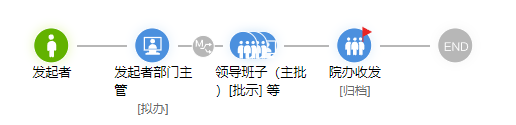 发起者
发起者部门主
管
[拟办]
M
领导班子（主批
）[批示] 等
院办收发
[归档]
END